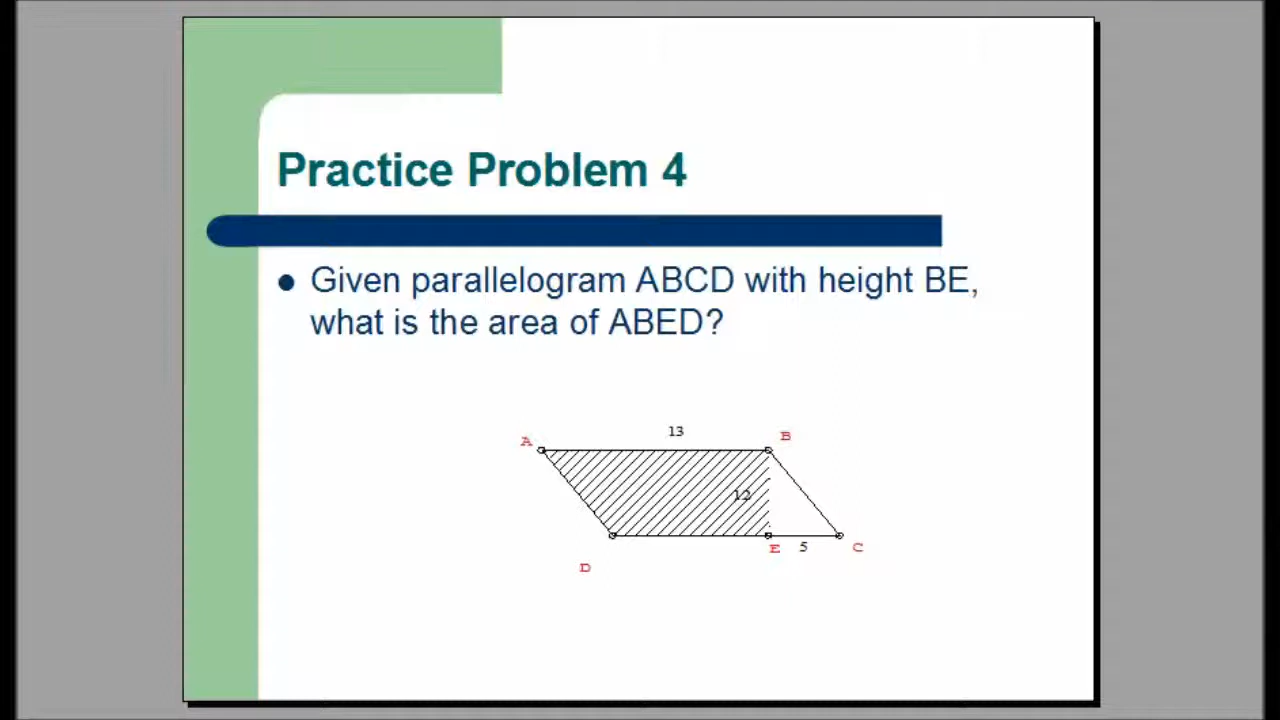 Practice Problem 4
Given parallelogram ABCD with height BE,
what is the area of ABED?
13
A
B
12
E
5
C
D